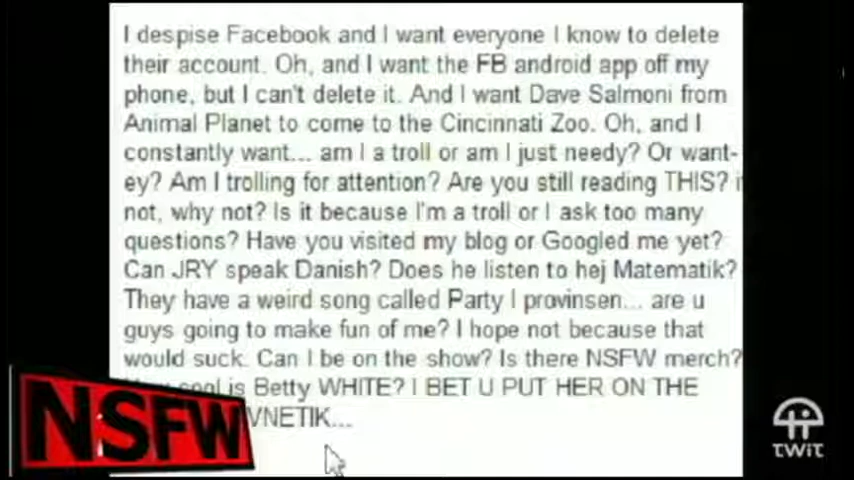 I despise Facebook and I want everyone I know to delete
their account. Oh, and I want the FB android app off my
phone, but I can't delete it. And I want Dave Salmoni from
Animal Planet to come to the Cincinnati Zoo. Oh, and I
constantly want... am I a troll or am I just needy? Or want-
ey? Am I trolling for attention? Are you still reading THIS? i
not, why not? Is it because I'm a troll or I ask too many
questions? Have you visited my blog or Googled me yet?
Can JRY speak Danish? Does he listen to hej Matematik?
They have a weird song called Party I provinsen... are u
guys going to make fun of me? I hope not because that
would suck. Can I be on the show? Is there NSFW merch?
cool is Betty WHITE? I BET U PUT HER ON THE
VNETIK...
NSFW
TWiT